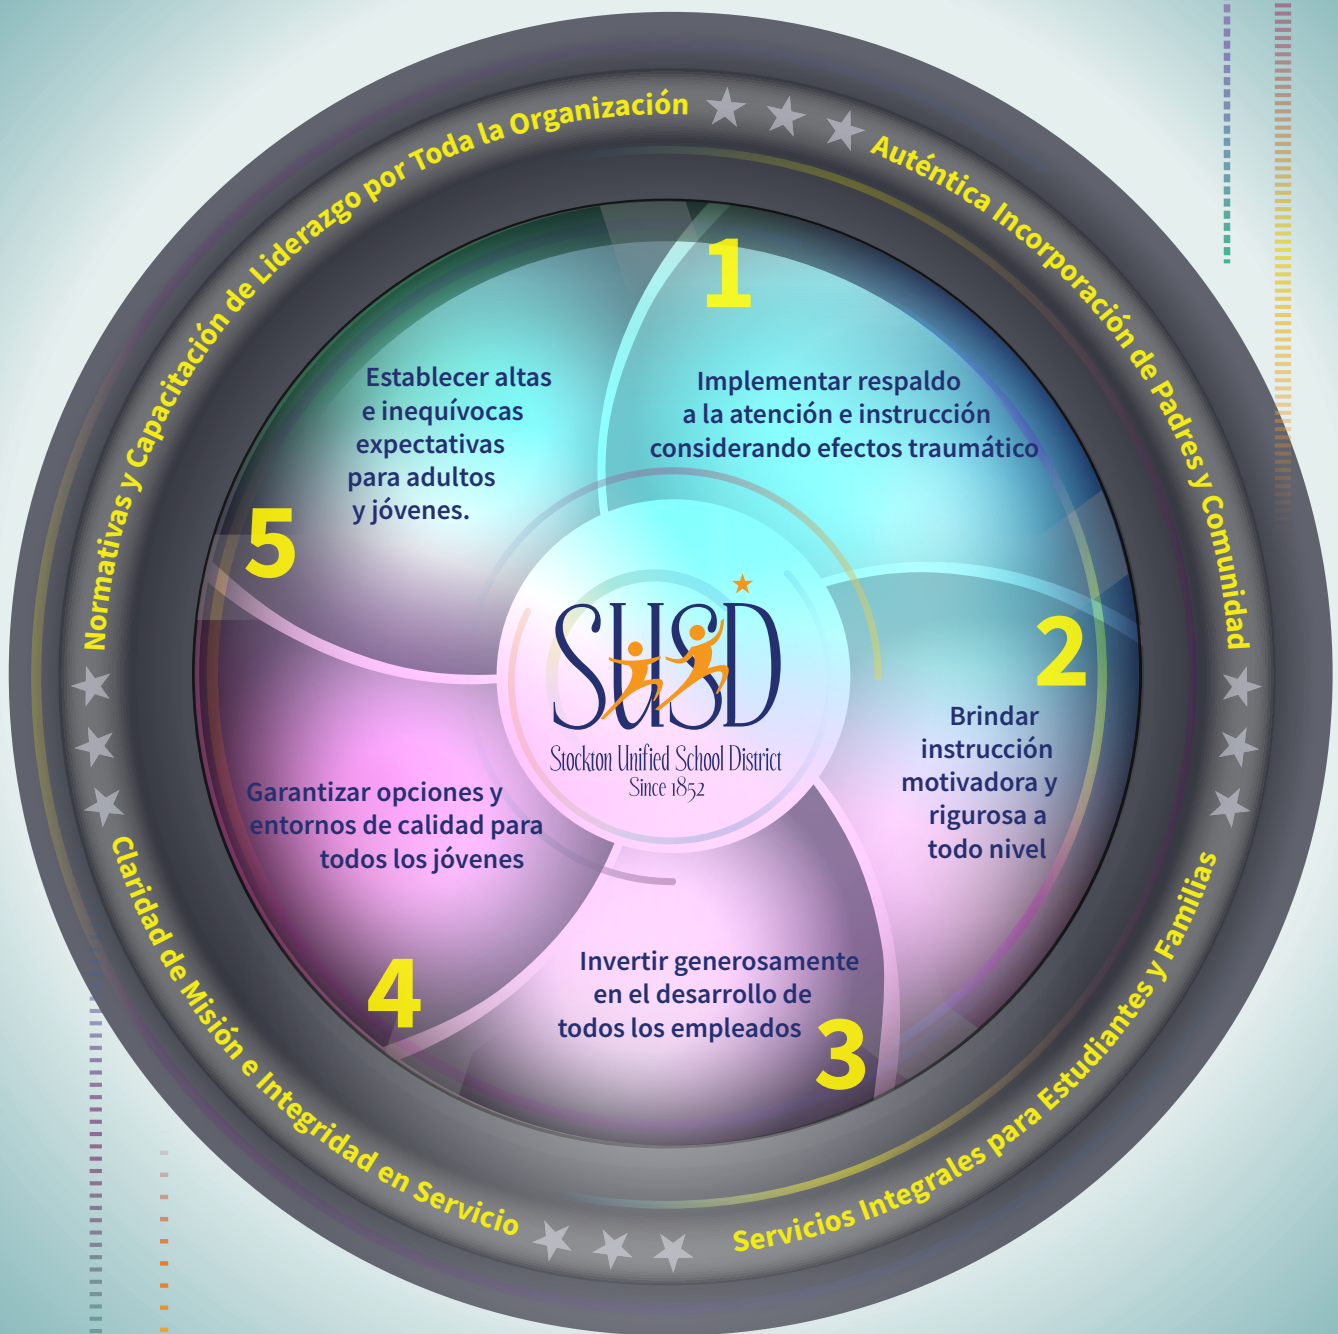 Normativas y Capacitación de Liderazgo por Toda la Organización
Auténtica Incorporación de Padres y Comunidad
Servicios Integrales para Estudiantes y Familias
Claridad de Misión e Integridad en Servicio
1
Implementar respaldo
a la atención e instrucción
considerando efectos traumático
2
Brindar
instrucción
motivadora y
rigurosa a
todo nivel
3
Invertir generosamente
en el desarrollo de
todos los empleados
4
Garantizar opciones y
entornos de calidad para
todos los jóvenes
5
Establecer altas
e inequívocas
expectativas
para adultos
y jóvenes.
SUSD
Stockton Unified School District
Since 1852